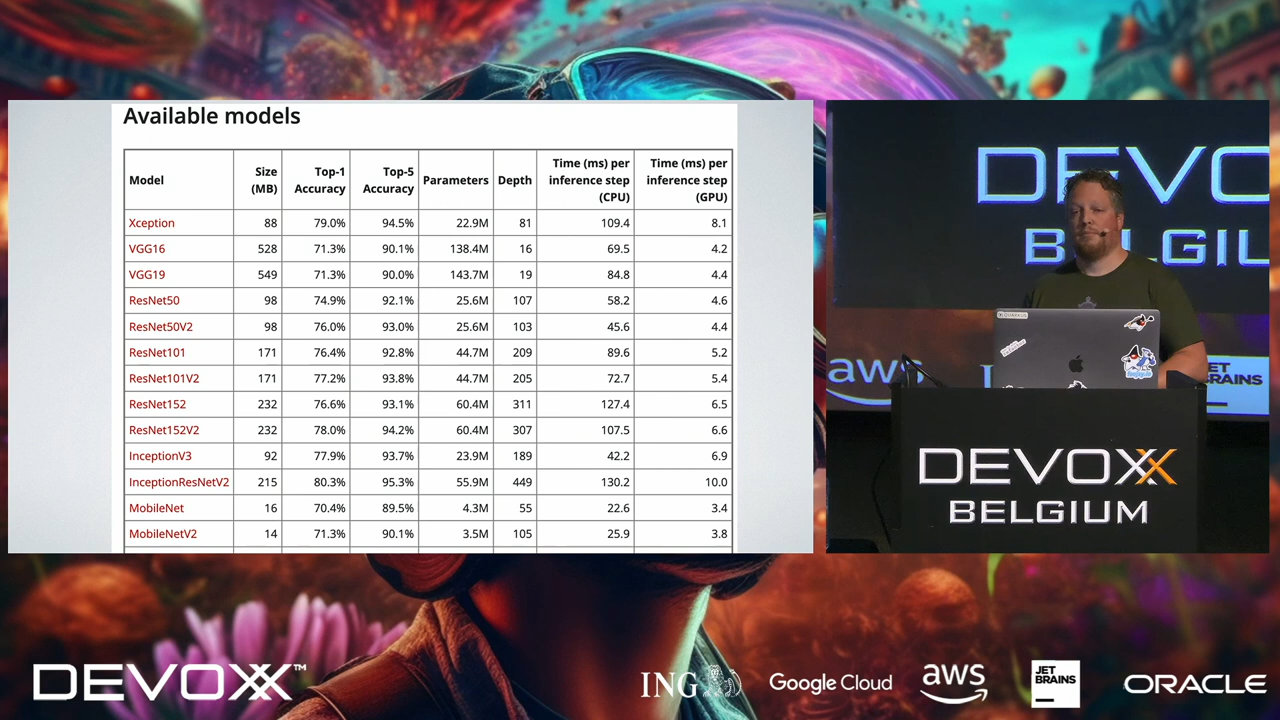 Available models
Model Size (MB) Top-1 Accuracy Top-5 Accuracy Parameters Depth Time (ms) per inference step (CPU) Time (ms) per inference step (GPU)
Xception 88 79.0% 94.5% 22.9M 81 109.4 8.1
VGG16 528 71.3% 90.1% 138.4M 16 69.5 4.2
VGG19 549 71.3% 90.0% 143.7M 19 84.8 4.4
ResNet50 98 74.9% 92.1% 25.6M 107 58.2 4.6
ResNet50V2 98 76.0% 93.0% 25.6M 103 45.6 4.4
ResNet101 171 76.4% 92.8% 44.7M 209 89.6 5.2
ResNet101V2 171 77.2% 93.8% 44.7M 205 72.7 5.4
ResNet152 232 76.6% 93.1% 60.4M 311 127.4 6.5
ResNet152V2 232 78.0% 94.2% 60.4M 307 107.5 6.6
InceptionV3 92 77.9% 93.7% 23.9M 189 42.2 6.9
InceptionResNetV2 215 80.3% 95.3% 55.9M 449 130.2 10.0
MobileNet 16 70.4% 89.5% 4.3M 55 22.6 3.4
MobileNetV2 14 71.3% 90.1% 3.5M 105 25.9 3.8
DEVO
BELGIU
QUARKUS
aws
JET
BRAINS
DEVOXX
BELGIUM
DEVOXX™
ING
Google Cloud
aws
JET
BRAINS
ORACLE